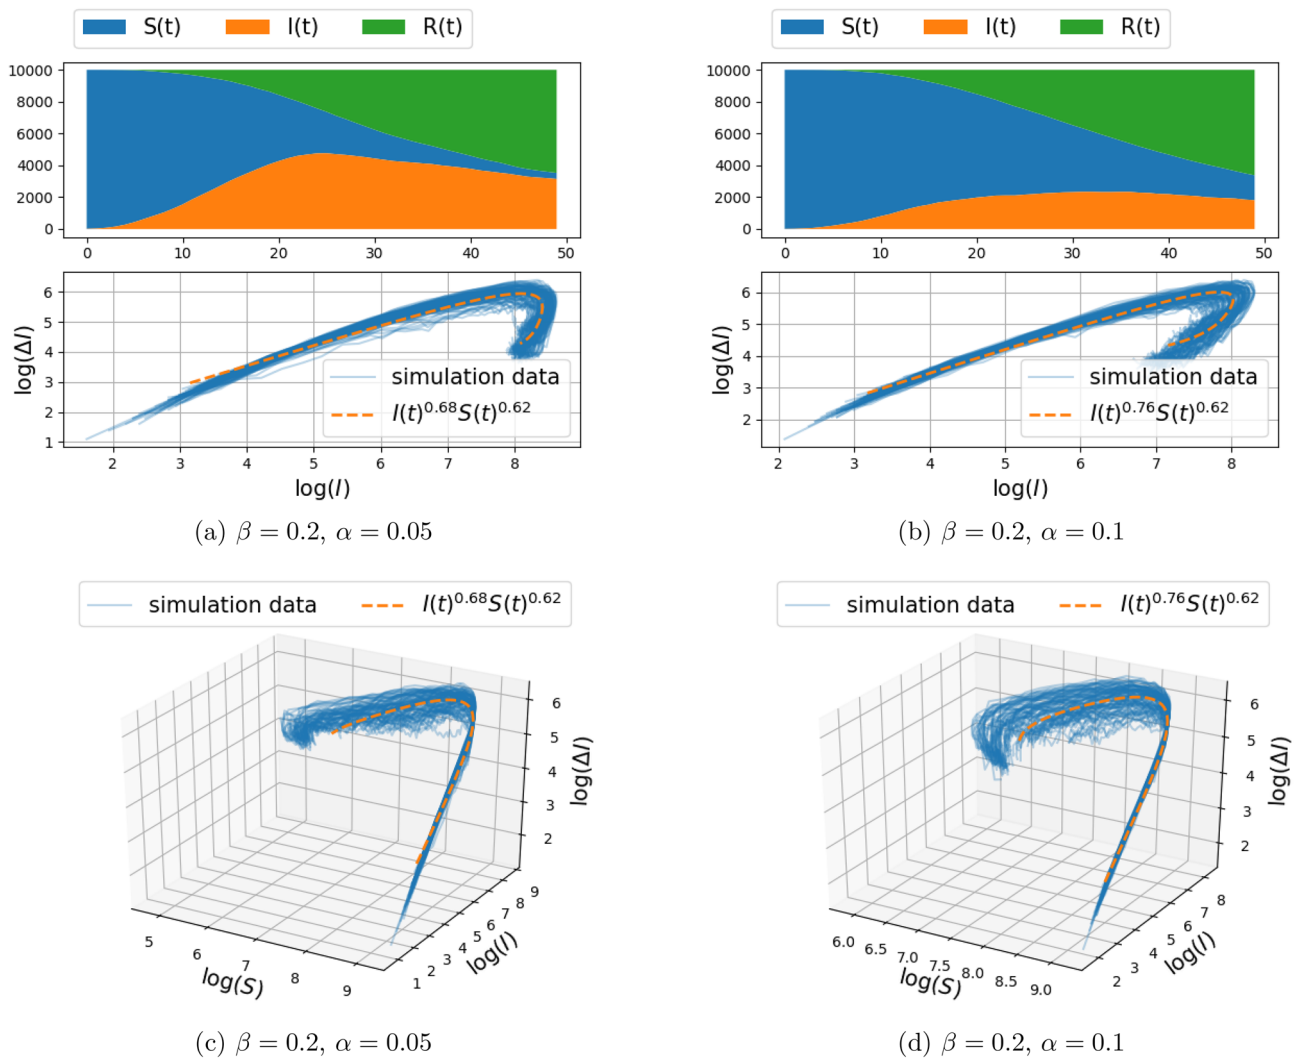 S(t) I(t) R(t)
10000
8000
6000
4000
2000
0
0 10 20 30 40 50
6
5
4
3
2
1
log(ΔI)
simulation data
I(t)^0.68 S(t)^0.62
2 3 4 5 6 7 8
log(I)
(a) β = 0.2, α = 0.05
S(t) I(t) R(t)
10000
8000
6000
4000
2000
0
0 10 20 30 40 50
6
5
4
3
2
log(ΔI)
simulation data
I(t)^0.76 S(t)^0.62
2 3 4 5 6 7 8
log(I)
(b) β = 0.2, α = 0.1
simulation data I(t)^0.68 S(t)^0.62
6
5
4
3
2
log(ΔI)
5 6 7 8 9
log(S)
1 2 3 4 5 6 7 8 9
log(I)
(c) β = 0.2, α = 0.05
simulation data I(t)^0.76 S(t)^0.62
6
5
4
3
2
log(ΔI)
6.0 6.5 7.0 7.5 8.0 8.5 9.0
log(S)
2 3 4 5 6 7 8
log(I)
(d) β = 0.2, α = 0.1